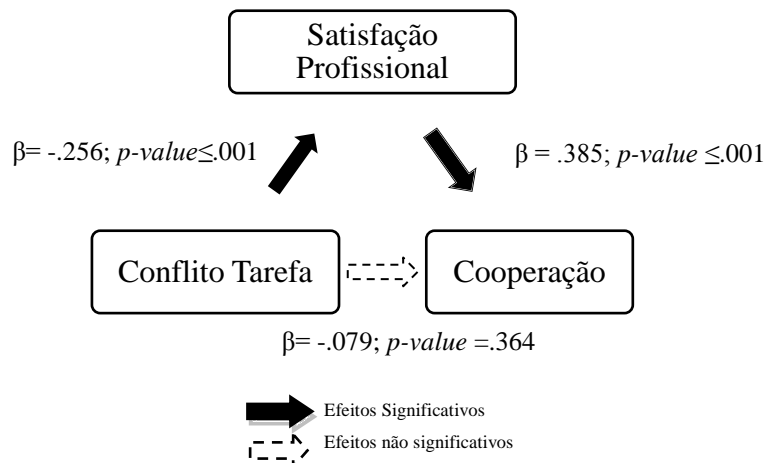 Satisfação
Profissional
β= -.256; p-value≤.001
β = .385; p-value ≤.001
Conflito Tarefa
Cooperação
β= -.079; p-value =.364
Efeitos Significativos
Efeitos não significativos